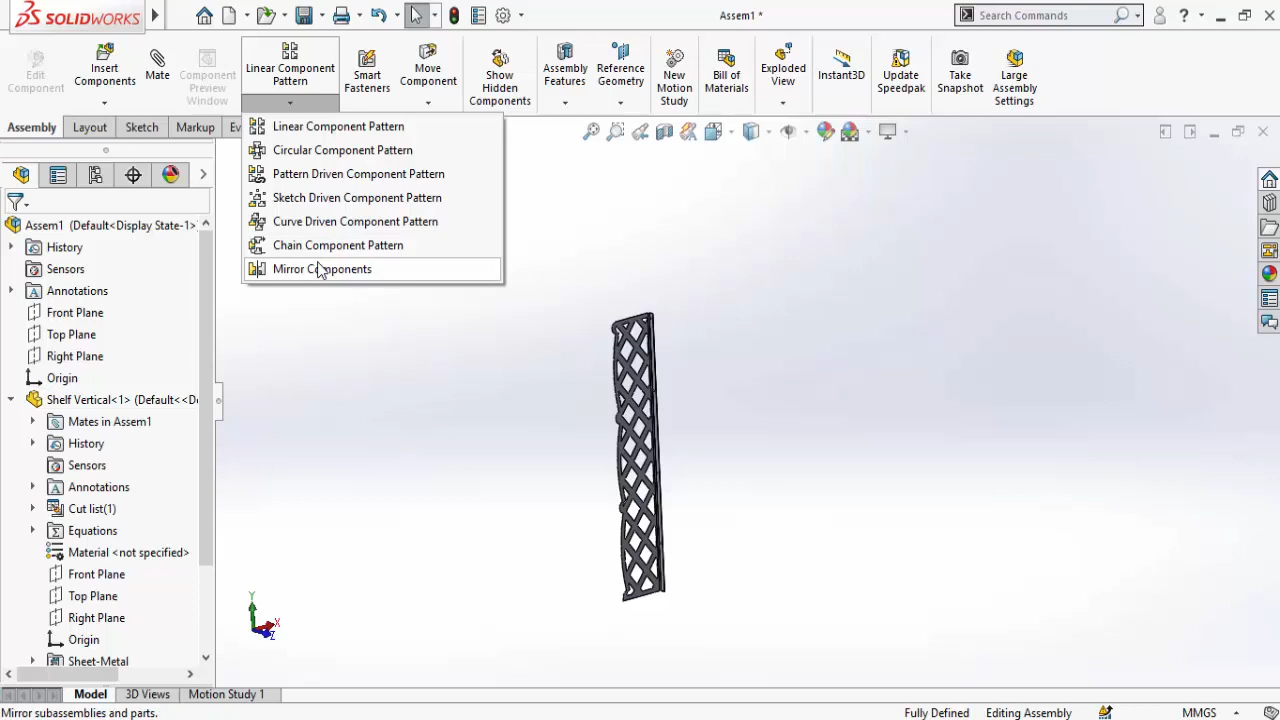 SOLIDWORKS
Assem1 *
Search Commands
?
Edit
Component
Insert
Components
Mate
Component
Preview
Window
Linear Component
Pattern
Smart
Fasteners
Move
Component
Show
Hidden
Components
Assembly
Features
Reference
Geometry
New
Motion
Study
Bill of
Materials
Exploded
View
Instant3D
Update
Speedpak
Take
Snapshot
Large
Assembly
Settings
Assembly
Layout
Sketch
Markup
Ev
Linear Component Pattern
Circular Component Pattern
Pattern Driven Component Pattern
Sketch Driven Component Pattern
Curve Driven Component Pattern
Chain Component Pattern
Mirror Components
Assem1 (Default<Display State-1>
History
Sensors
Annotations
Front Plane
Top Plane
Right Plane
Origin
Shelf Vertical<1> (Default<<D
Mates in Assem1
History
Sensors
Annotations
Cut list(1)
Equations
Material <not specified>
Front Plane
Top Plane
Right Plane
Origin
Sheet-Metal
Y
X
Z
Model
3D Views
Motion Study 1
Mirror subassemblies and parts.
Fully Defined
Editing Assembly
MMGS